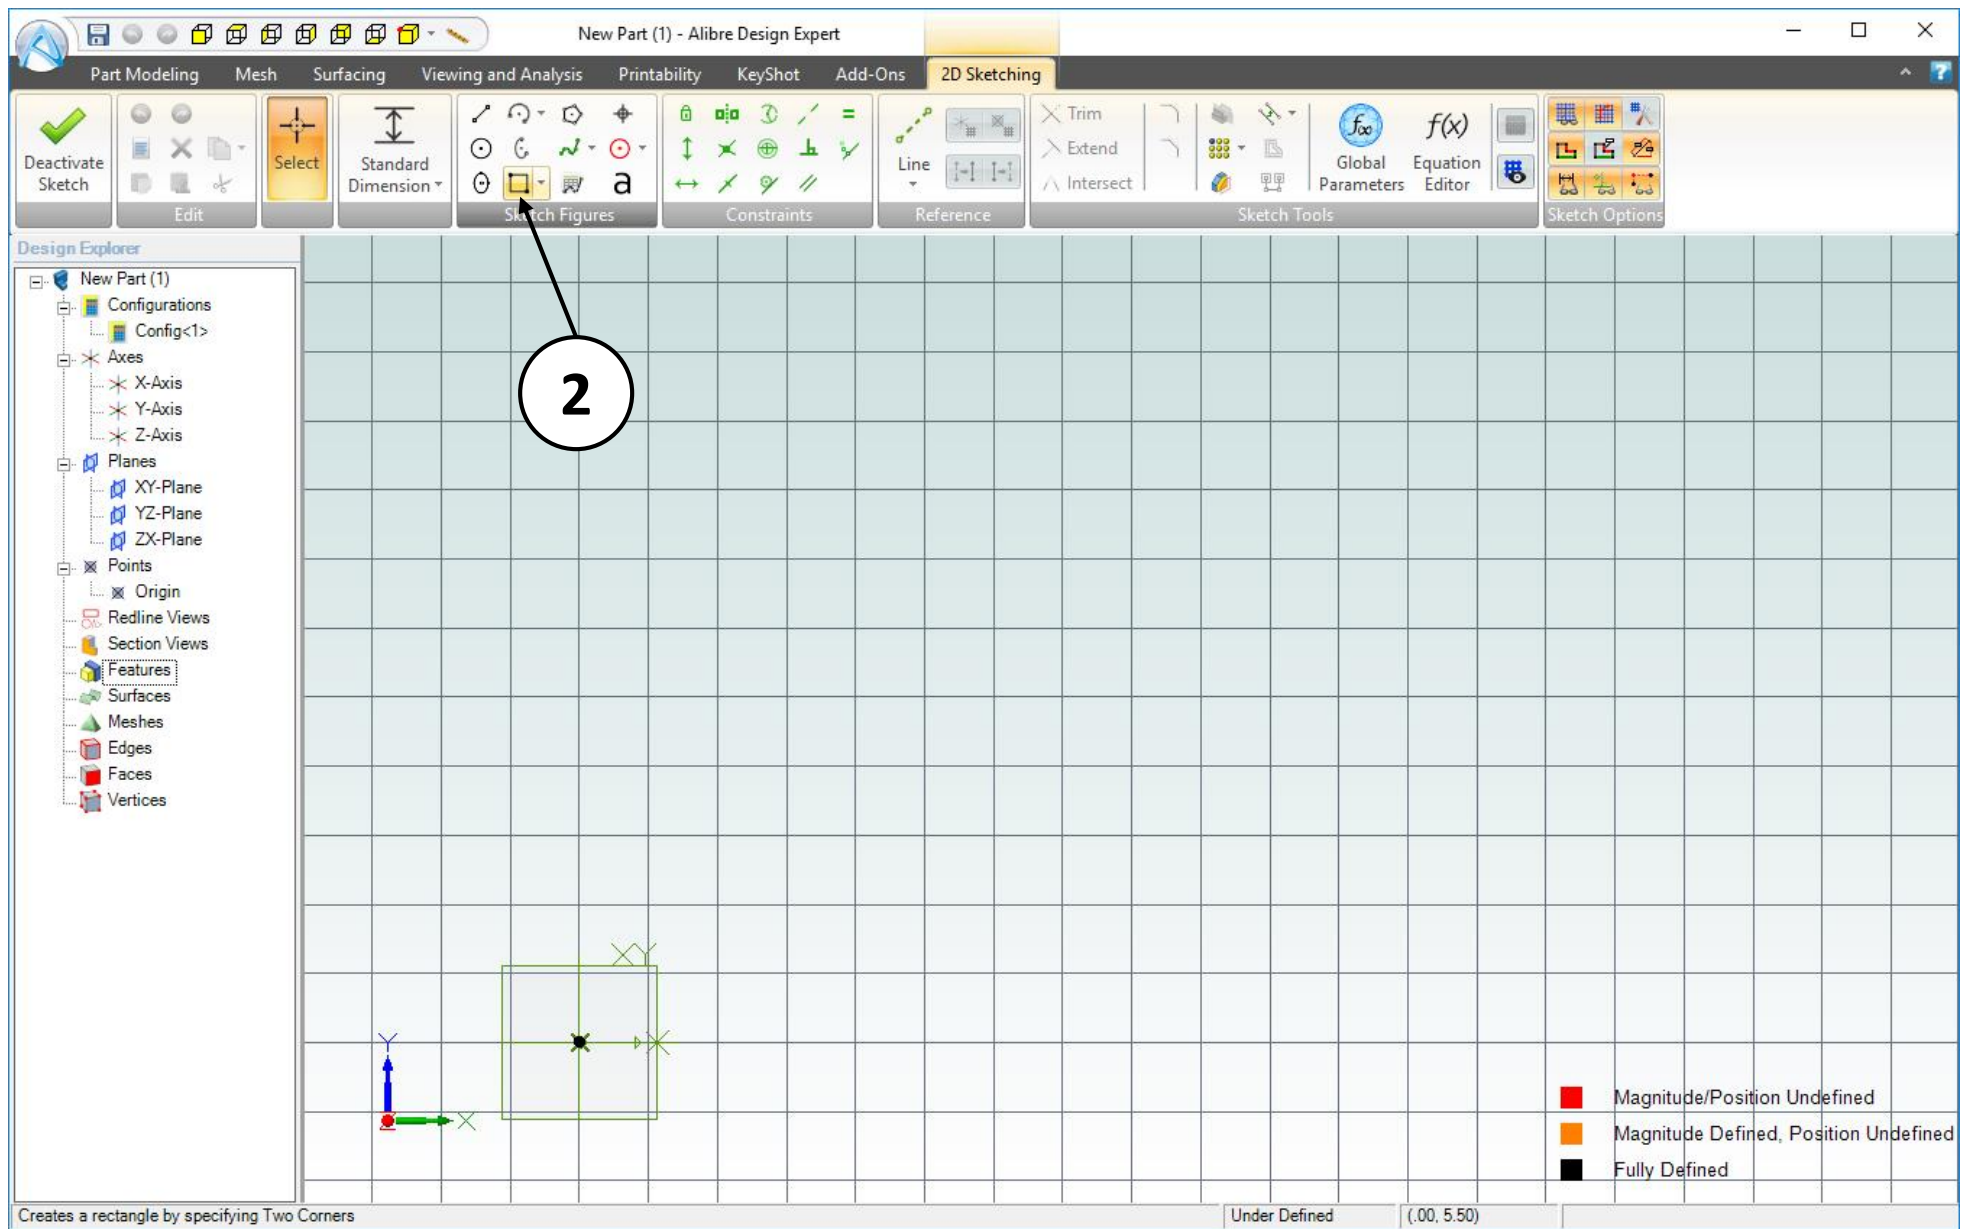 New Part (1) - Alibre Design Expert
Part Modeling Mesh Surfacing Viewing and Analysis Printability KeyShot Add-Ons 2D Sketching
Deactivate Sketch
Edit
Select
Standard Dimension
a
Sketch Figures
Constraints
Line
Reference
Trim
Extend
Intersect
Global Parameters
f(x)
Equation Editor
Sketch Tools
Sketch Options
Design Explorer
New Part (1)
Configurations
Config<1>
Axes
X-Axis
Y-Axis
Z-Axis
Planes
XY-Plane
YZ-Plane
ZX-Plane
Points
Origin
Redline Views
Section Views
Features
Surfaces
Meshes
Edges
Faces
Vertices
2
XY
X
Y
X
Magnitude/Position Undefined
Magnitude Defined, Position Undefined
Fully Defined
Creates a rectangle by specifying Two Corners
Under Defined
(.00, 5.50)